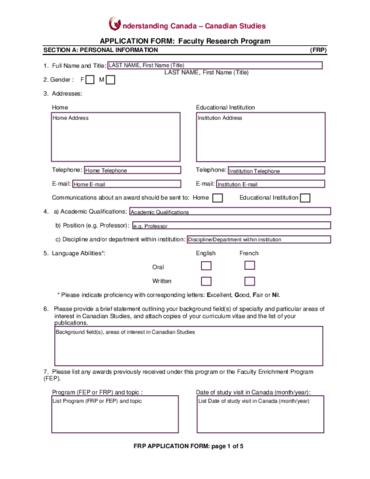 Understanding Canada – Canadian Studies
APPLICATION FORM: Faculty Research Program
SECTION A: PERSONAL INFORMATION (FRP)
1. Full Name and Title: LAST NAME, First Name (Title)
LAST NAME, First Name (Title)
2. Gender : F M
3. Addresses:
Home Educational Institution
Home Address Institution Address
Telephone: Home Telephone Telephone: Institution Telephone
E-mail: Home E-mail E-mail: Institution E-mail
Communications about an award should be sent to: Home Educational Institution
4. a) Academic Qualifications: Academic Qualifications
b) Position (e.g. Professor): e.g. Professor
c) Discipline and/or department within institution: Discipline/Department within institution
5. Language Abilities*: English French
Oral
Written
* Please indicate proficiency with corresponding letters: Excellent, Good, Fair or Nil.
6. Please provide a brief statement outlining your background field(s) of specialty and particular areas of
interest in Canadian Studies, and attach copies of your curriculum vitae and the list of your
publications.
Background field(s), areas of interest in Canadian Studies
7. Please list any awards previously received under this program or the Faculty Enrichment Program
(FEP).
Program (FEP or FRP) and topic : Date of study visit in Canada (month/year):
List Program (FRP or FEP) and topic List Date of study visit in Canada (month/year)
FRP APPLICATION FORM: page 1 of 5